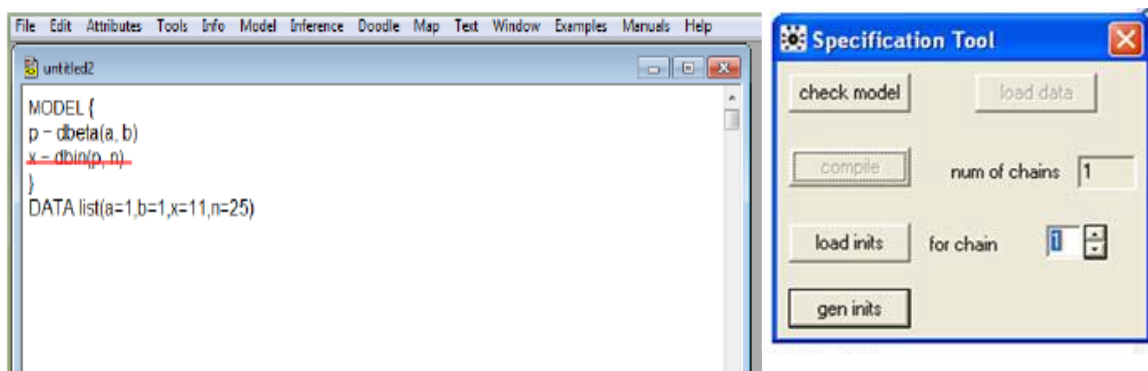 File Edit Attributes Tools Info Model Inference Doodle Map Text Window Examples Manuals Help
untitled2
MODEL {
p ~ dbeta(a, b)
x ~ dbin(p, n)
}
DATA list(a=1,b=1,x=11,n=25)
Specification Tool
check model load data
compile num of chains 1
load inits for chain 1
gen inits